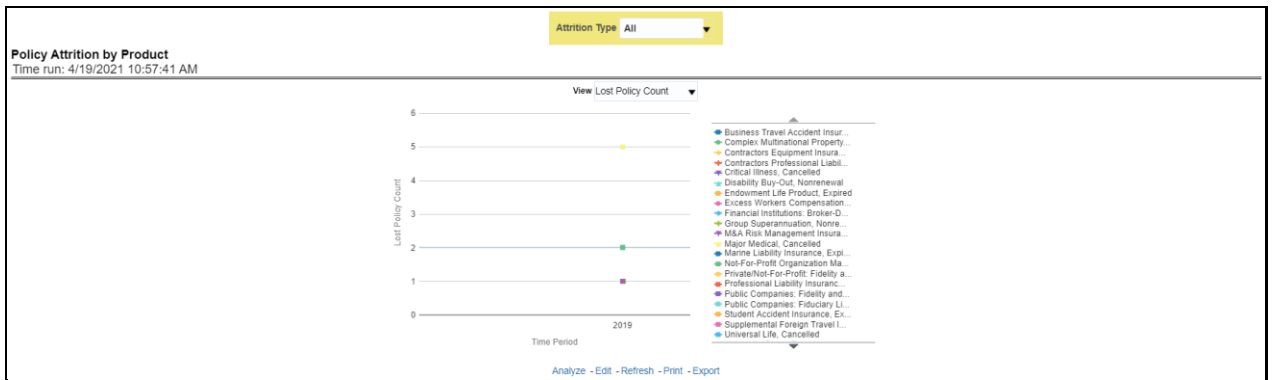 Attrition Type All
Policy Attrition by Product
Time run: 4/19/2021 10:57:41 AM
View Lost Policy Count
6
5
4
3
2
1
0
Lost Policy Count
2019
Time Period
Business Travel Accident Insur...
Complex Multinational Property...
Contractors Equipment Insura...
Contractors Professional Liabil...
Critical Illness, Cancelled
Disability Buy-Out, Nonrenewal
Endowment Life Product, Expired
Excess Workers Compensation...
Financial Institutions: Broker-D...
Group Superannuation, Nonre...
M&A Risk Management Insura...
Major Medical, Cancelled
Marine Liability Insurance, Expi...
Not-For-Profit Organization Ma...
Private/Not-For-Profit: Fidelity a...
Professional Liability Insuranc...
Public Companies: Fidelity and...
Public Companies: Fiduciary Li...
Student Accident Insurance, Ex...
Supplemental Foreign Travel I...
Universal Life, Cancelled
Analyze - Edit - Refresh - Print - Export